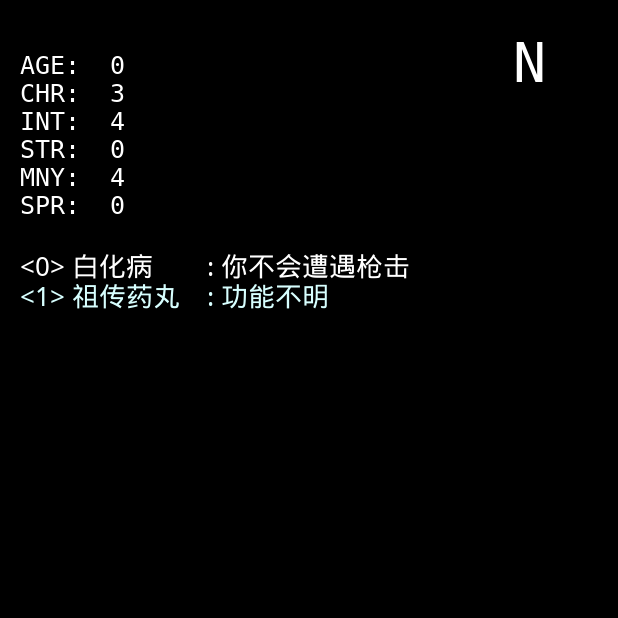 N
AGE: 0
CHR: 3
INT: 4
STR: 0
MNY: 4
SPR: 0
<0> 白化病 : 你不会遭遇枪击
<1> 祖传药丸 : 功能不明